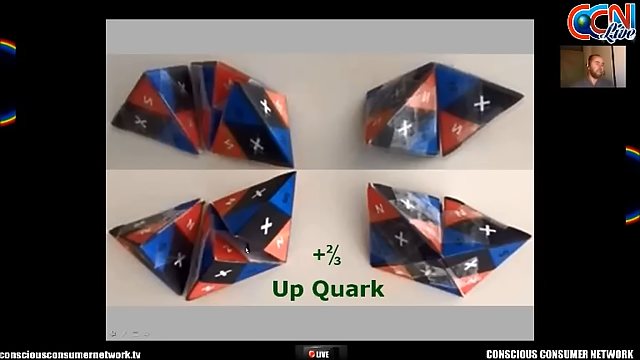 CCN
Live
+⅔
Up Quark
consciousconsumernetwork.tv
LIVE
CONSCIOUS CONSUMER NETWORK